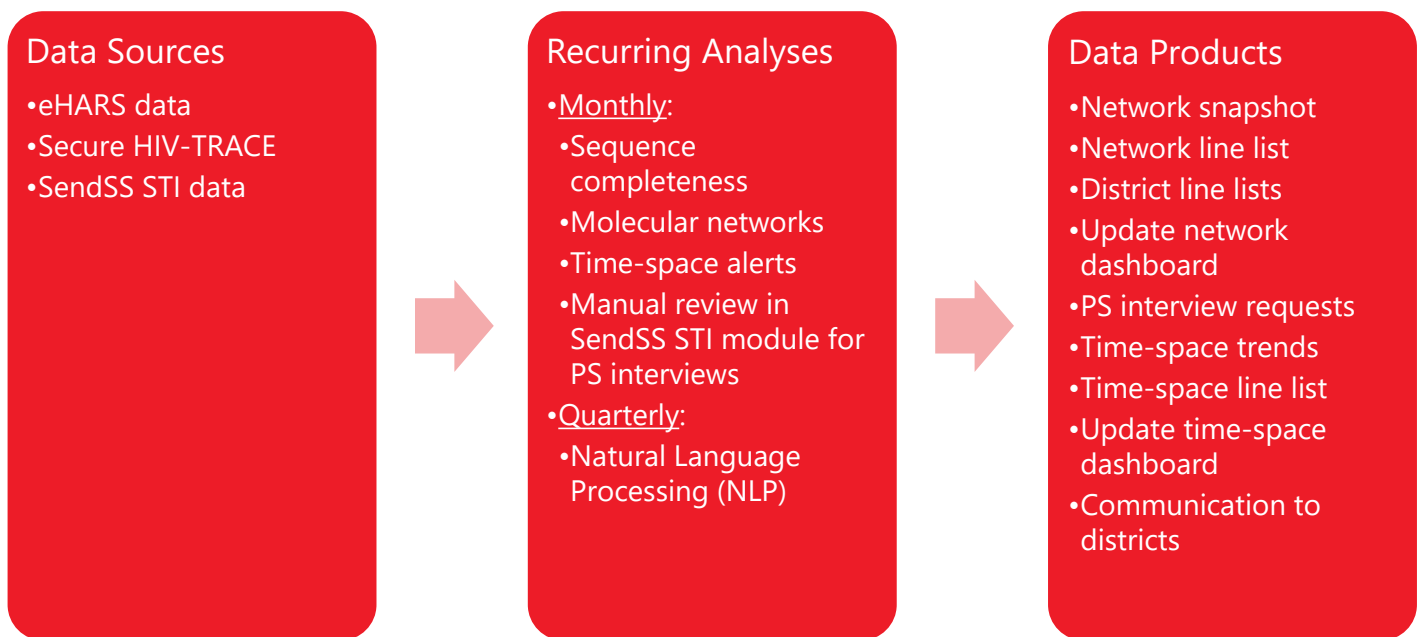 Data Sources
•eHARS data
•Secure HIV-TRACE
•SendSS STI data
Recurring Analyses
•Monthly:
•Sequence
completeness
•Molecular networks
•Time-space alerts
•Manual review in
SendSS STI module for
PS interviews
•Quarterly:
•Natural Language
Processing (NLP)
Data Products
•Network snapshot
•Network line list
•District line lists
•Update network
dashboard
•PS interview requests
•Time-space trends
•Time-space line list
•Update time-space
dashboard
•Communication to
districts